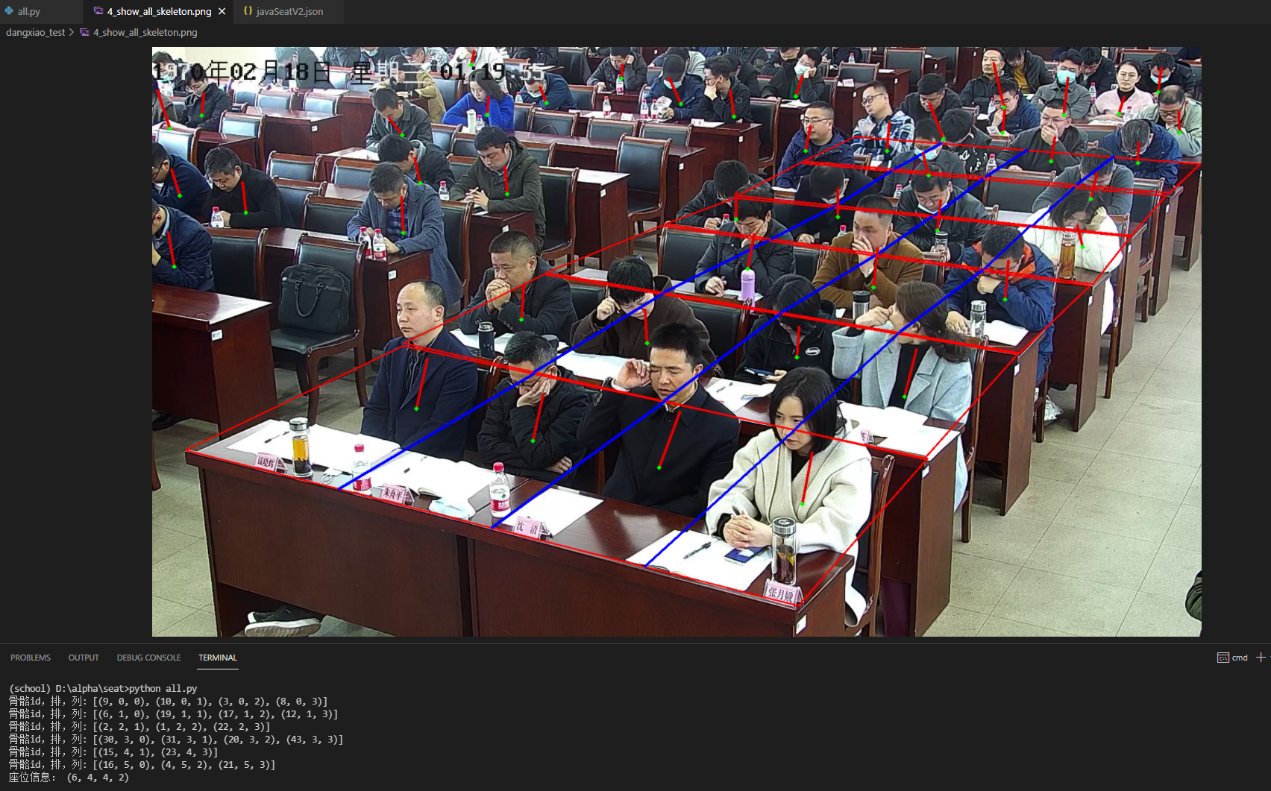 all.py
4_show_all_skeleton.png
javaSeatV2.json
dangxiao_test > 4_show_all_skeleton.png
年02月18日 星期三 01:19:55
朱舟平
沈 清
PROBLEMS
OUTPUT
DEBUG CONSOLE
TERMINAL
cmd
(school) D:\alpha\seat>python all.py
骨骼id，排，列: [(9, 0, 0), (10, 0, 1), (3, 0, 2), (8, 0, 3)]
骨骼id，排，列: [(6, 1, 0), (19, 1, 1), (17, 1, 2), (12, 1, 3)]
骨骼id，排，列: [(2, 2, 1), (1, 2, 2), (22, 2, 3)]
骨骼id，排，列: [(30, 3, 0), (31, 3, 1), (20, 3, 2), (43, 3, 3)]
骨骼id，排，列: [(15, 4, 1), (23, 4, 3)]
骨骼id，排，列: [(16, 5, 0), (4, 5, 2), (21, 5, 3)]
座位信息： (6, 4, 4, 2)